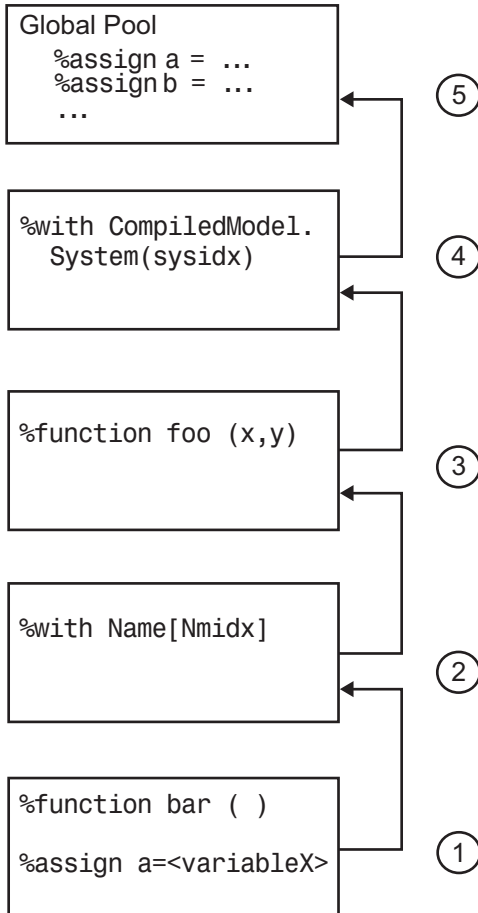 Global Pool
%assign a = ...
%assign b = ...
...
5
%with CompiledModel.
System(sysidx)
4
%function foo (x,y)
3
%with Name[Nmidx]
2
%function bar ( )
%assign a=<variableX>
1